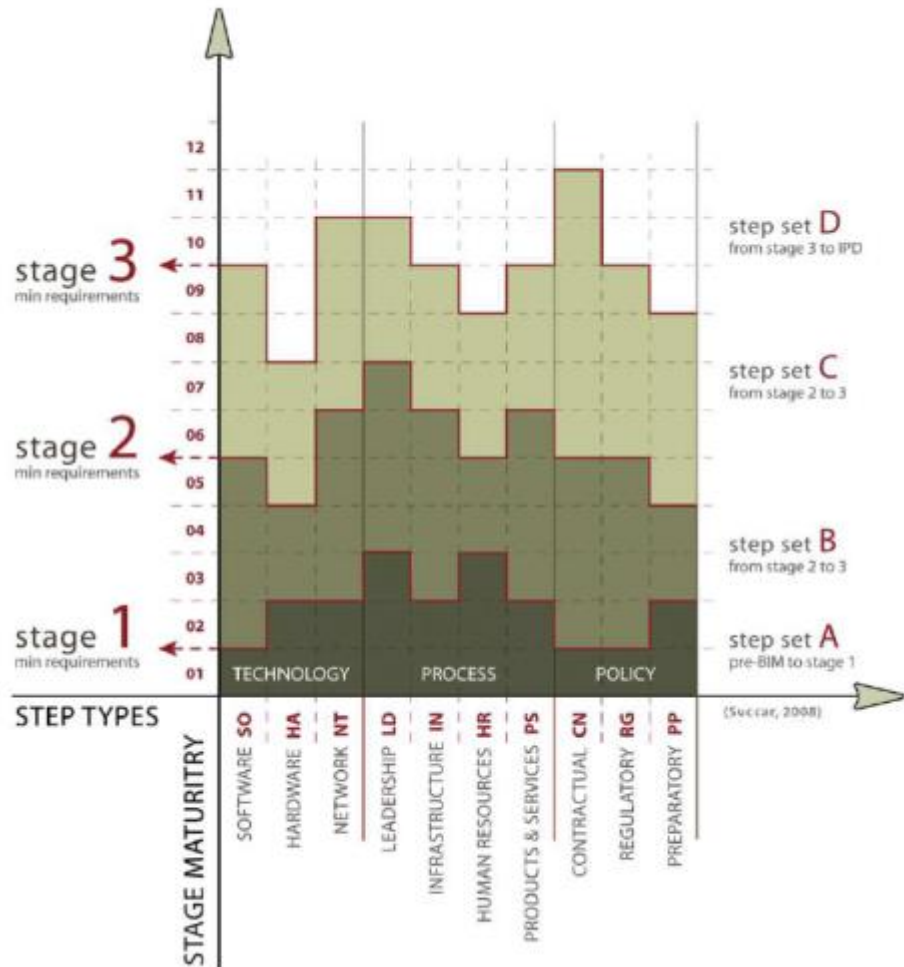 12
11
10
09
08
07
06
05
04
03
02
01
stage 3
min requirements
stage 2
min requirements
stage 1
min requirements
step set D
from stage 3 to IPD
step set C
from stage 2 to 3
step set B
from stage 2 to 3
step set A
pre-BIM to stage 1
TECHNOLOGY
PROCESS
POLICY
STEP TYPES
(Succar, 2008)
STAGE MATURITRY
SOFTWARE SO
HARDWARE HA
NETWORK NT
LEADERSHIP LD
INFRASTRUCTURE IN
HUMAN RESOURCES HR
PRODUCTS & SERVICES PS
CONTRACTUAL CN
REGULATORY RG
PREPARATORY PP